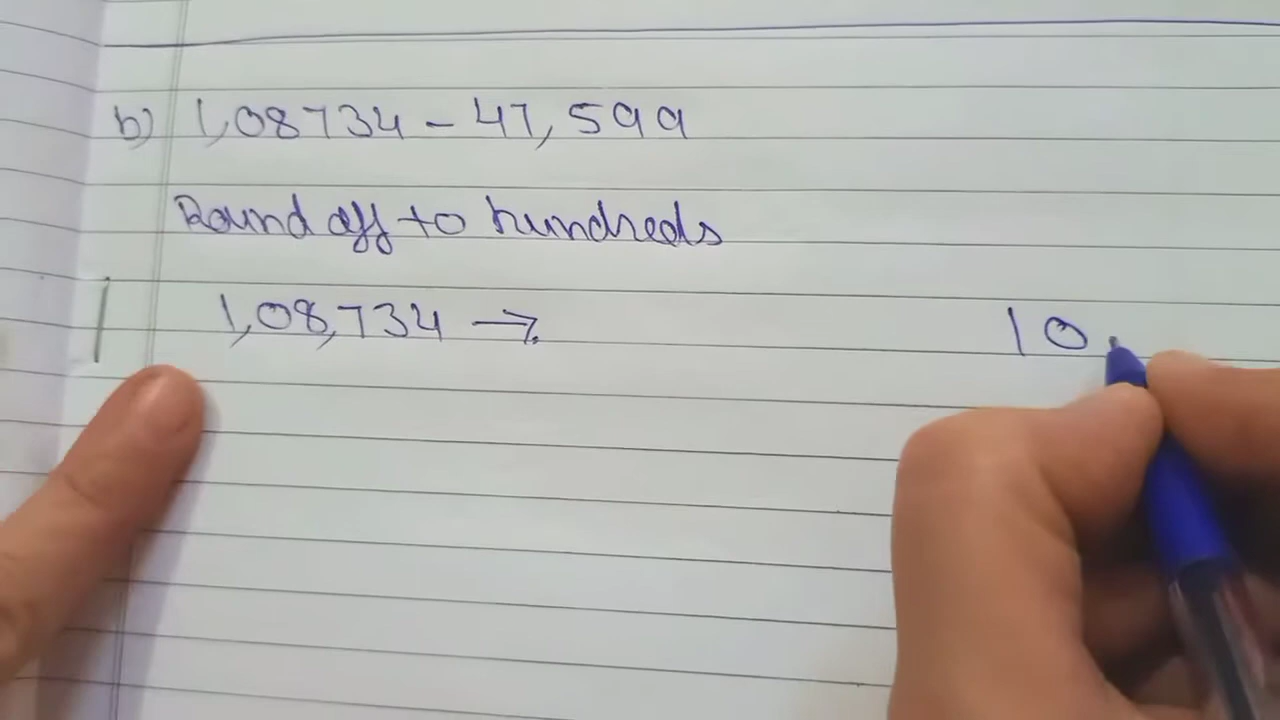 b) 1,08734 - 47,599
Round off to hundreds
1,08,734 → 10